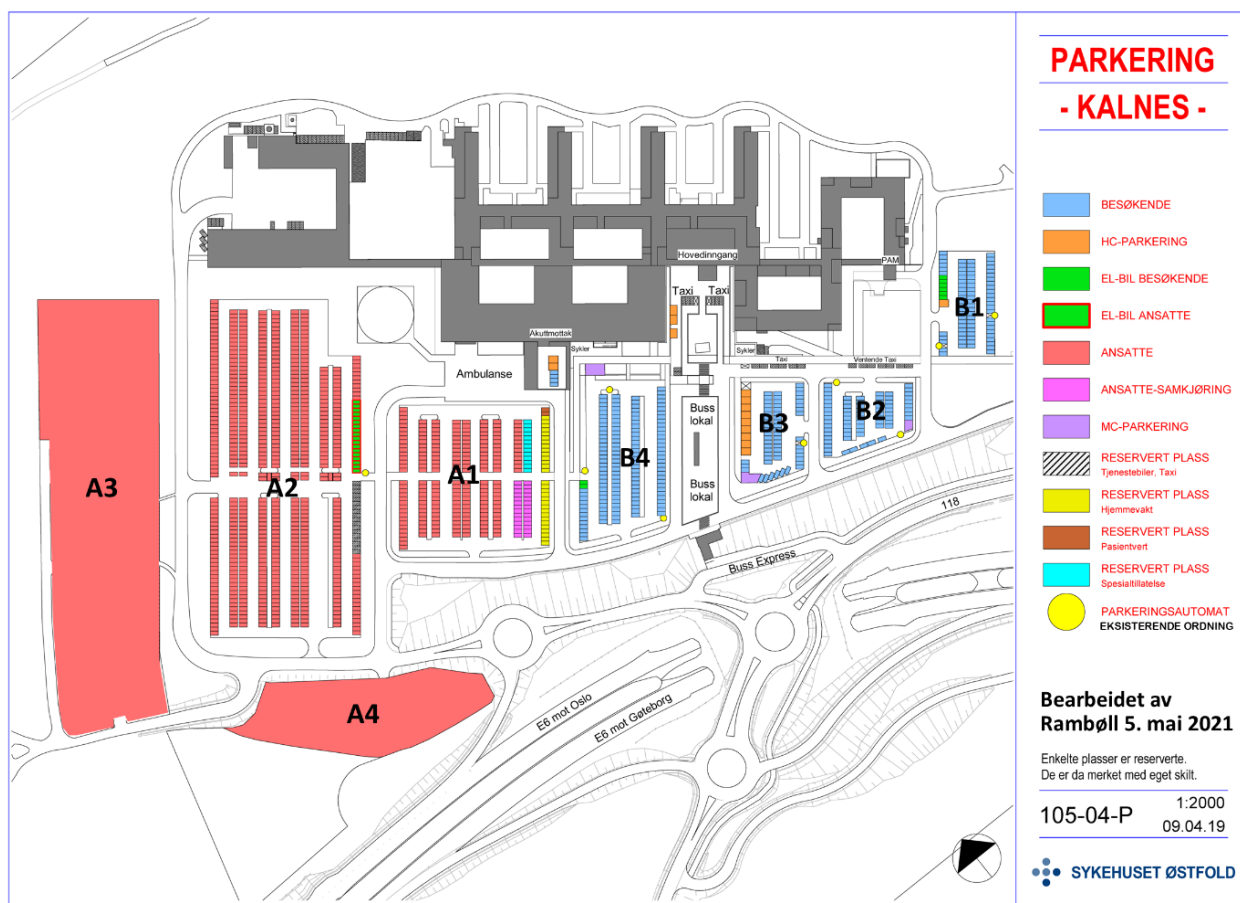 PARKERING
- KALNES -
BESØKENDE
HC-PARKERING
EL-BIL BESØKENDE
EL-BIL ANSATTE
ANSATTE
ANSATTE-SAMKJØRING
MC-PARKERING
RESERVERT PLASS
Tjenestebiler, Taxi
RESERVERT PLASS
Hjemmevakt
RESERVERT PLASS
Pasientvert
RESERVERT PLASS
Spesialtillatelse
PARKERINGSAUTOMAT
EKSISTERENDE ORDNING
Bearbeidet av
Rambøll 5. mai 2021
Enkelte plasser er reserverte.
De er da merket med eget skilt.
105-04-P
1:2000
09.04.19
SYKEHUSET ØSTFOLD
Hovedinngang
PAM
Taxi
Taxi
B1
Akuttmottak
Sykler
Sykler
Taxi
Ventende Taxi
Ambulanse
Buss
lokal
B3
B2
B4
A1
A2
A3
Buss
lokal
118
Buss Express
E6 mot Oslo
E6 mot Gøteborg
A4